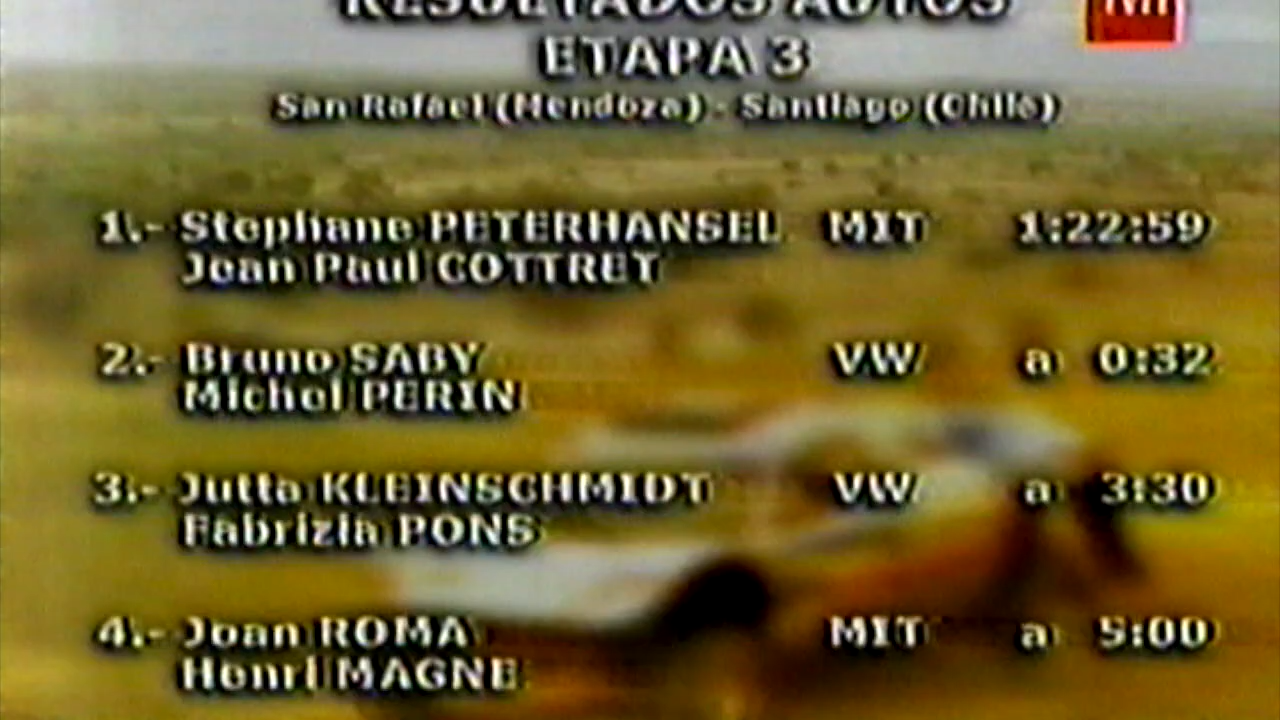 RESULTADOS AUTOS
ETAPA 3
San Rafael (Mendoza) - Santiago (Chile)
1.- Stephane PETERHANSEL MIT 1:22:59
Jean Paul COTTRET
2.- Bruno SABY VW a 0:32
Michel PERIN
3.- Jutta KLEINSCHMIDT VW a 3:30
Fabrizia PONS
4.- Joan ROMA MIT a 5:00
Henri MAGNE